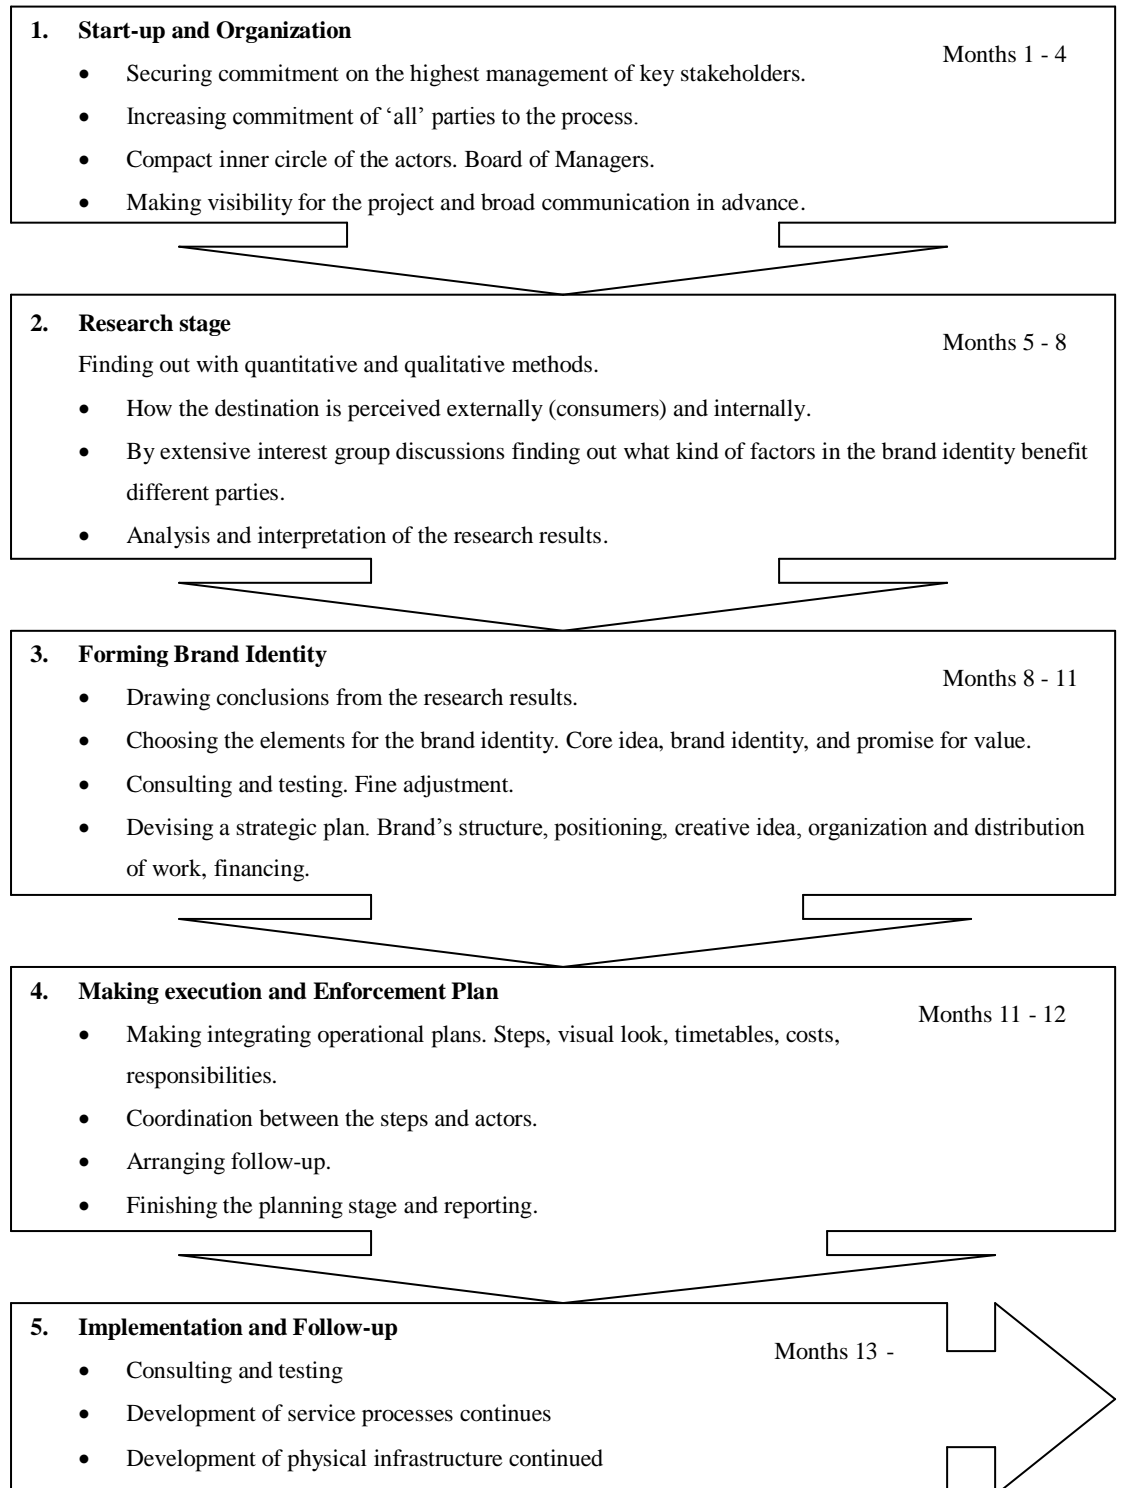 1. Start-up and Organization
Months 1 - 4
• Securing commitment on the highest management of key stakeholders.
• Increasing commitment of ‘all’ parties to the process.
• Compact inner circle of the actors. Board of Managers.
• Making visibility for the project and broad communication in advance.
2. Research stage
Months 5 - 8
Finding out with quantitative and qualitative methods.
• How the destination is perceived externally (consumers) and internally.
• By extensive interest group discussions finding out what kind of factors in the brand identity benefit
different parties.
• Analysis and interpretation of the research results.
3. Forming Brand Identity
Months 8 - 11
• Drawing conclusions from the research results.
• Choosing the elements for the brand identity. Core idea, brand identity, and promise for value.
• Consulting and testing. Fine adjustment.
• Devising a strategic plan. Brand’s structure, positioning, creative idea, organization and distribution
of work, financing.
4. Making execution and Enforcement Plan
Months 11 - 12
• Making integrating operational plans. Steps, visual look, timetables, costs,
responsibilities.
• Coordination between the steps and actors.
• Arranging follow-up.
• Finishing the planning stage and reporting.
5. Implementation and Follow-up
Months 13 -
• Consulting and testing
• Development of service processes continues
• Development of physical infrastructure continued